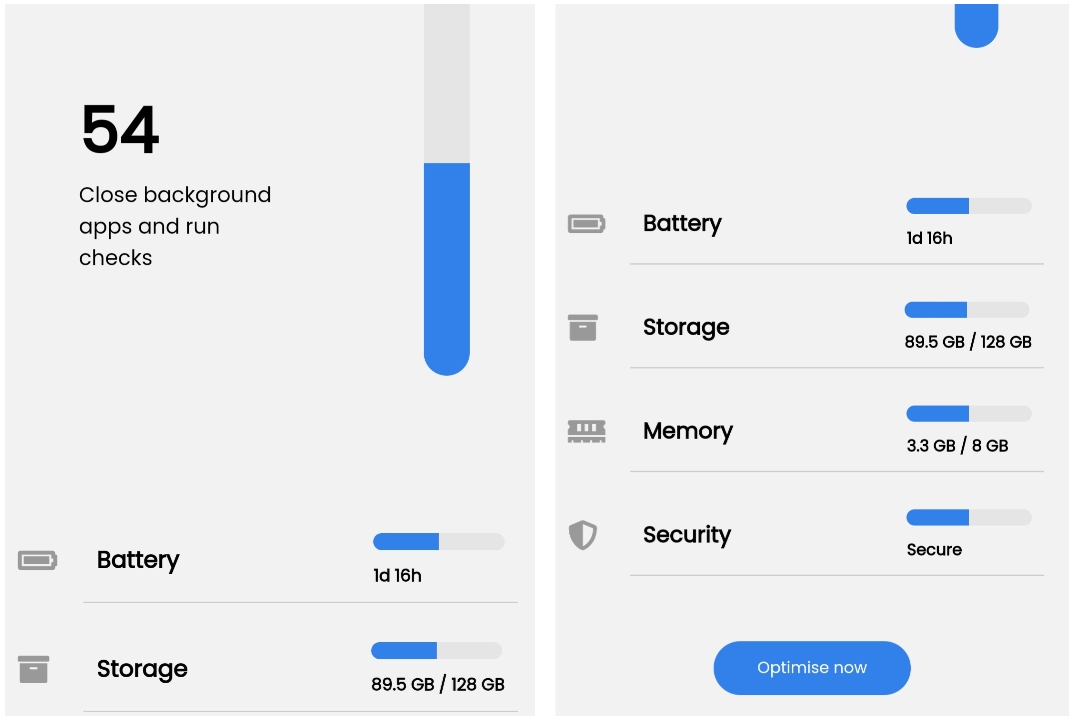 54
Close background
apps and run
checks
Battery
1d 16h
Storage
89.5 GB / 128 GB
Battery
1d 16h
Storage
89.5 GB / 128 GB
Memory
3.3 GB / 8 GB
Security
Secure
Optimise now